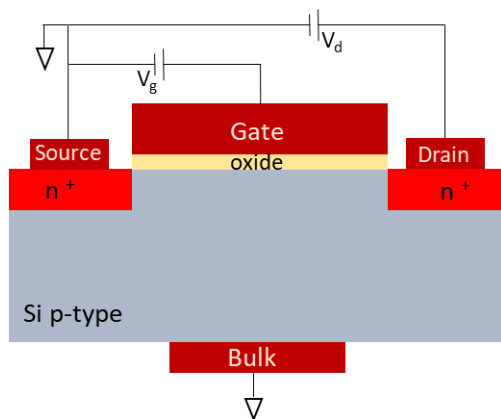 V_d
V_g
Gate
Source
oxide
Drain
n +
n +
Si p-type
Bulk